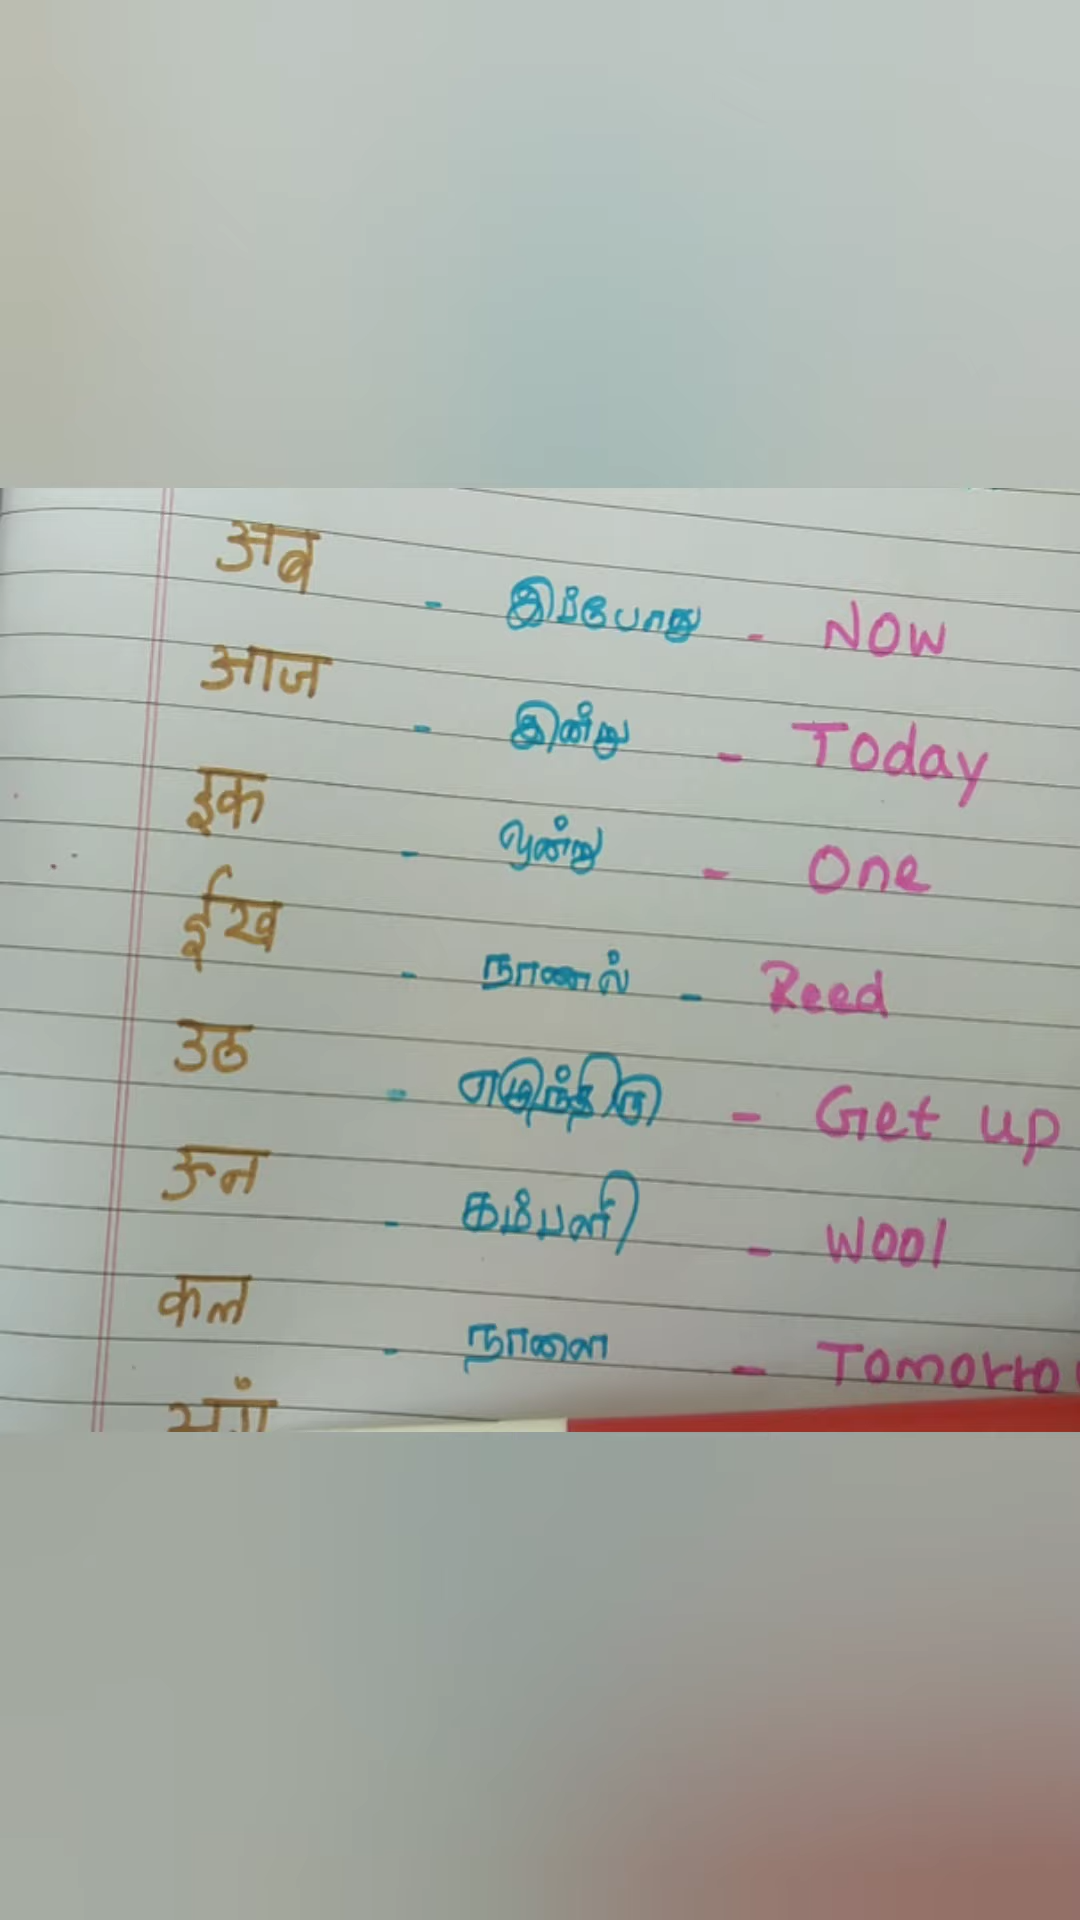 अब - இப்போது - NOW
आज - இன்று - Today
इक - ஒன்று - One
ईख - நாணல் - Reed
उठ - எழுந்திரு - Get up
ऊन - கம்பளி - Wool
कल - நாளை - Tomorro